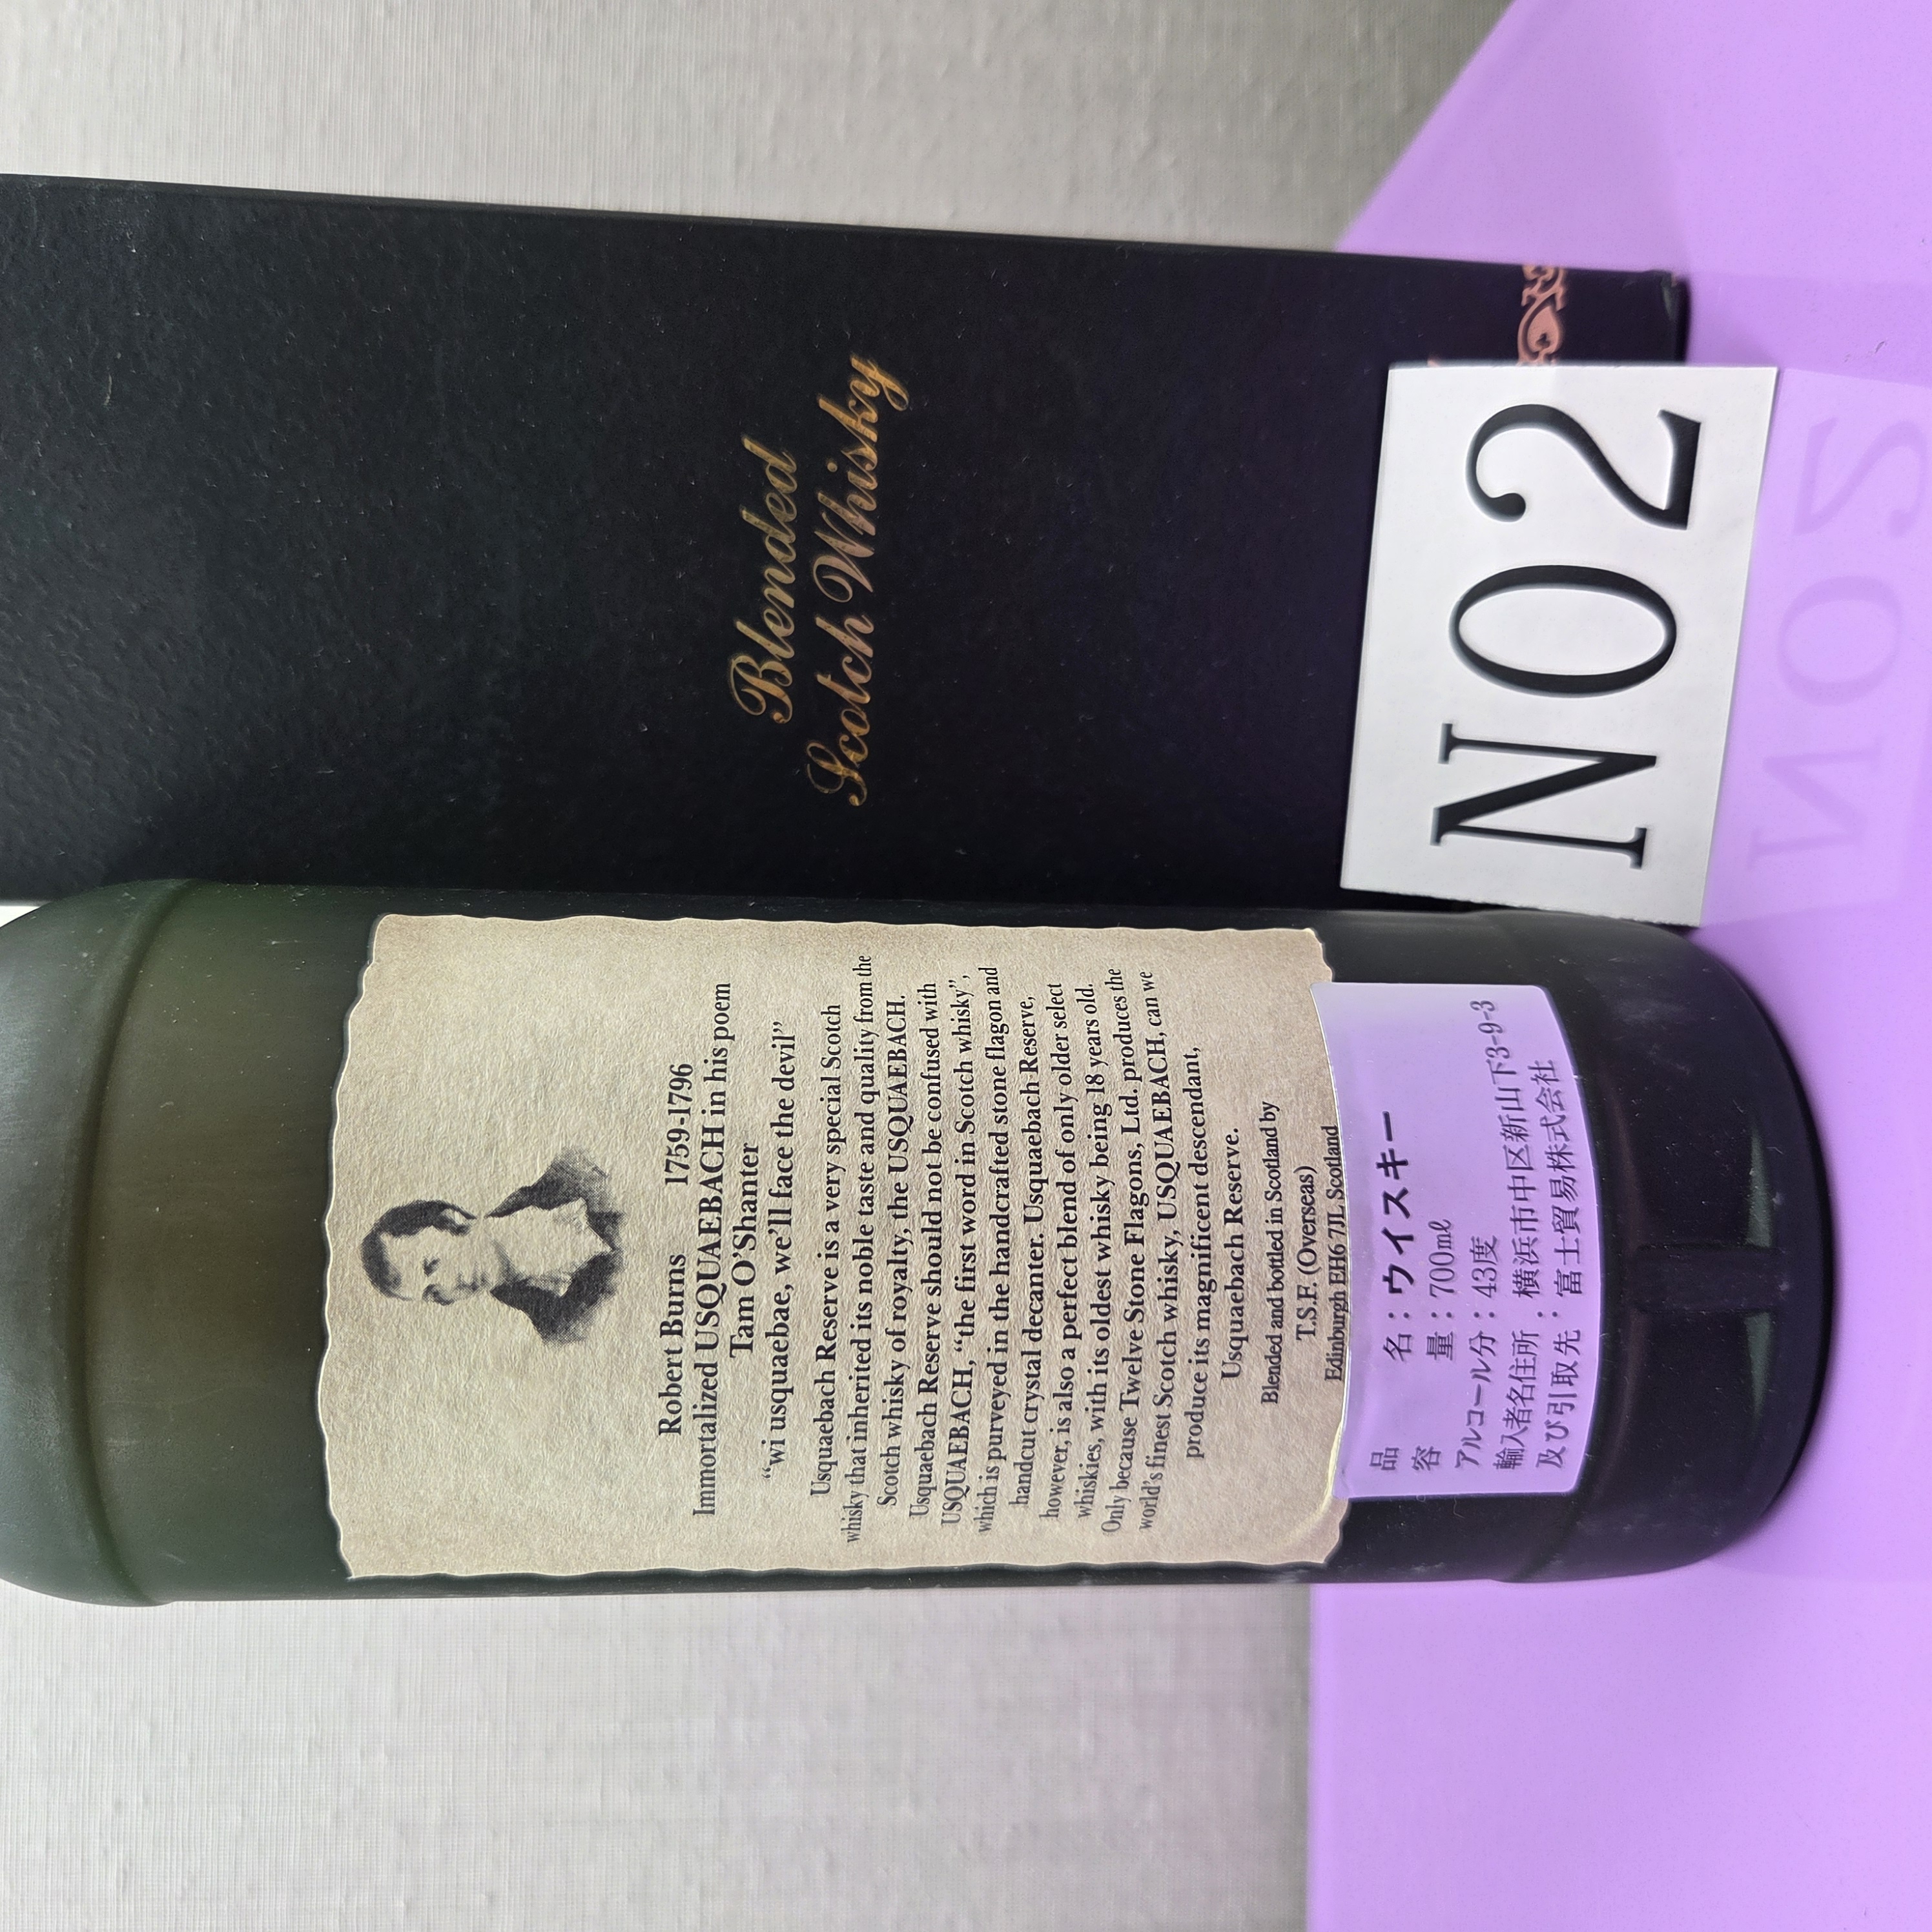 Blended
Scotch Whisky
NO2
Robert Burns 1759-1796
Immortalized USQUAEBACH in his poem
Tam O'Shanter
“wi usquaebae, we'll face the devil”
Usquaebach Reserve is a very special Scotch
whisky that inherited its noble taste and quality from the
Scotch whisky of royalty, the USQUAEBACH.
Usquaebach Reserve should not be confused with
USQUAEBACH, “the first word in Scotch whisky”,
which is purveyed in the handcrafted stone flagon and
handcut crystal decanter. Usquaebach Reserve,
however, is also a perfect blend of only older select
whiskies, with its oldest whisky being 18 years old.
Only because Twelve Stone Flagons, Ltd. produces the
world's finest Scotch whisky, USQUAEBACH, can we
produce its magnificent descendant,
Usquaebach Reserve.
Blended and bottled in Scotland by
T.S.F. (Overseas)
Edinburgh EH6 7JL Scotland
品名：ウイスキー
容量：700mℓ
アルコール分：43度
輸入者名住所：横浜市中区新山下3-9-3
及び引取先：富士貿易株式会社